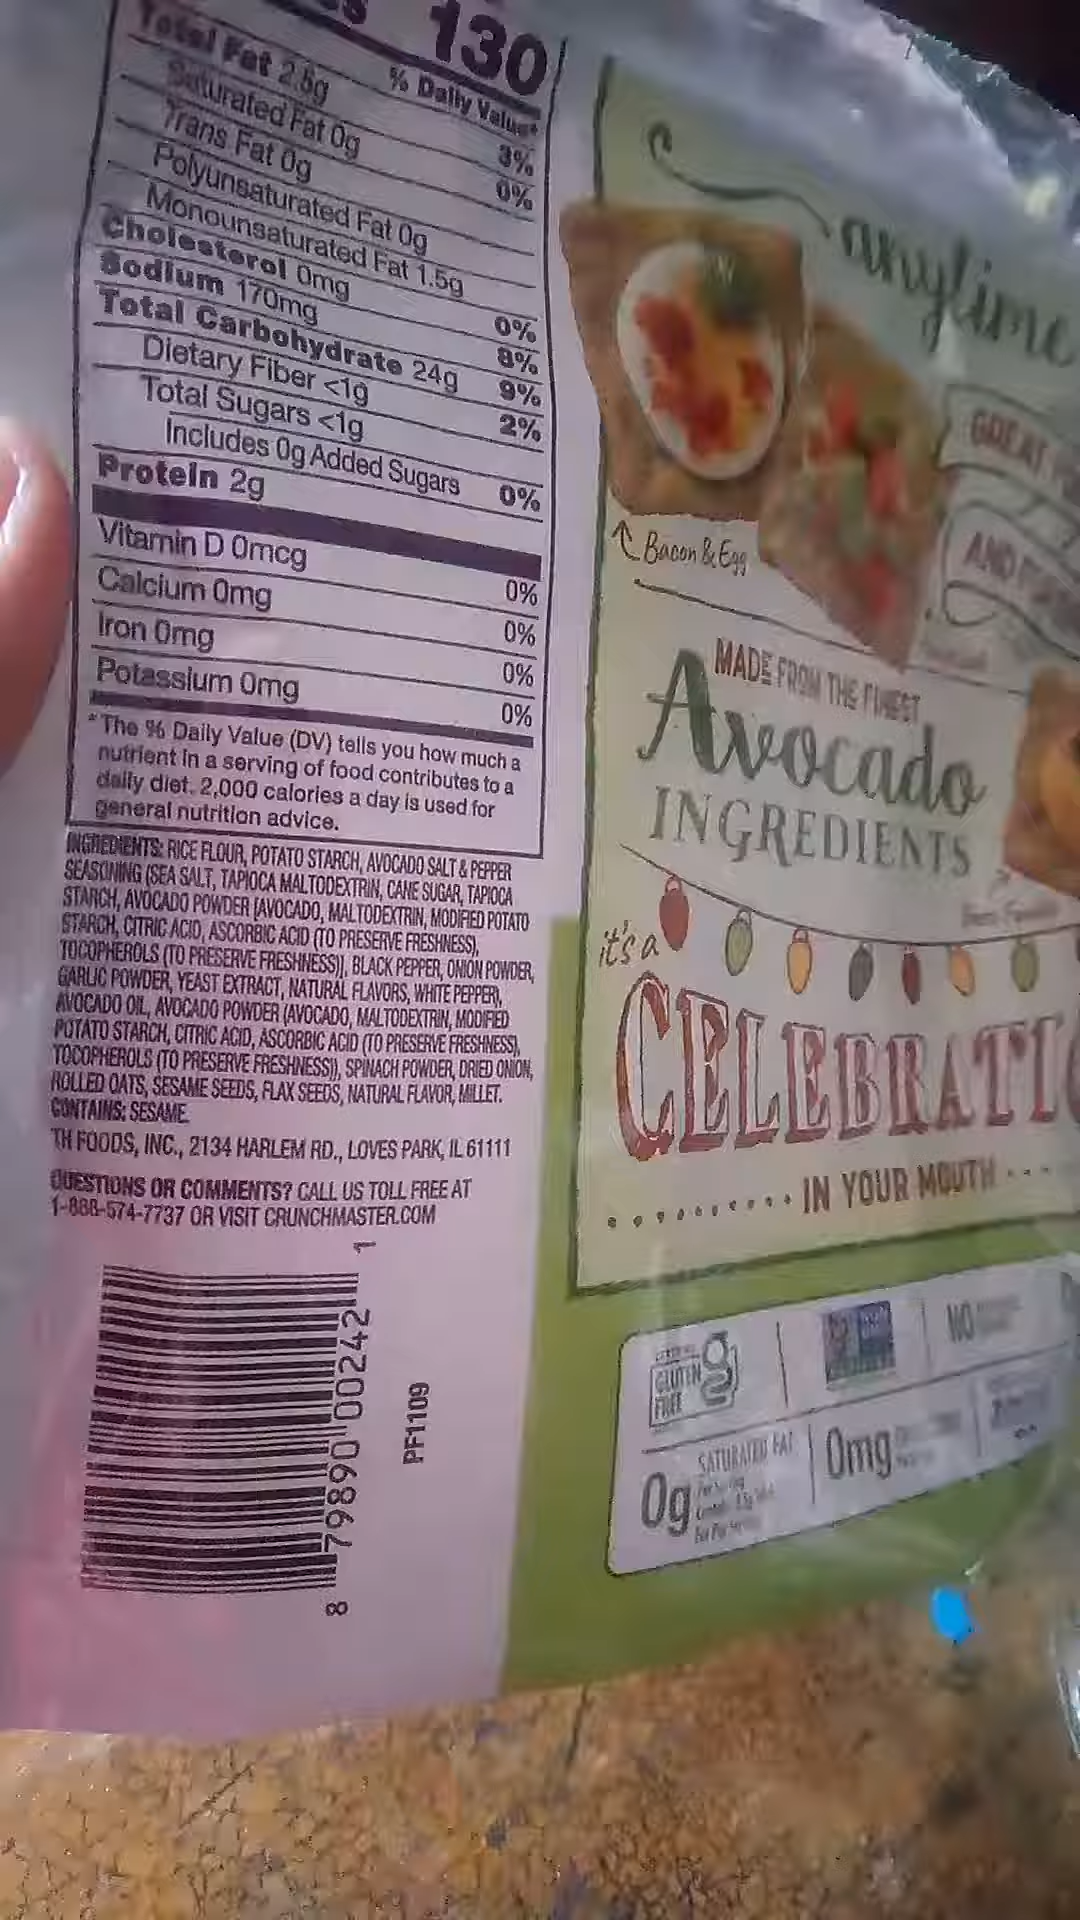 130
% Daily Value*
Total Fat 2.5g 3%
Saturated Fat 0g 0%
Trans Fat 0g
Polyunsaturated Fat 0g
Monounsaturated Fat 1.5g
Cholesterol 0mg 0%
Sodium 170mg 8%
Total Carbohydrate 24g 9%
Dietary Fiber <1g 2%
Total Sugars <1g
Includes 0g Added Sugars 0%
Protein 2g
Vitamin D 0mcg 0%
Calcium 0mg 0%
Iron 0mg 0%
Potassium 0mg 0%
*The % Daily Value (DV) tells you how much a
nutrient in a serving of food contributes to a
daily diet. 2,000 calories a day is used for
general nutrition advice.
INGREDIENTS: RICE FLOUR, POTATO STARCH, AVOCADO SALT & PEPPER
SEASONING (SEA SALT, TAPIOCA MALTODEXTRIN, CANE SUGAR, TAPIOCA
STARCH, AVOCADO POWDER [AVOCADO, MALTODEXTRIN, MODIFIED POTATO
STARCH, CITRIC ACID, ASCORBIC ACID (TO PRESERVE FRESHNESS),
TOCOPHEROLS (TO PRESERVE FRESHNESS)], BLACK PEPPER, ONION POWDER,
GARLIC POWDER, YEAST EXTRACT, NATURAL FLAVORS, WHITE PEPPER),
AVOCADO OIL, AVOCADO POWDER (AVOCADO, MALTODEXTRIN, MODIFIED
POTATO STARCH, CITRIC ACID, ASCORBIC ACID (TO PRESERVE FRESHNESS),
TOCOPHEROLS (TO PRESERVE FRESHNESS)), SPINACH POWDER, DRIED ONION,
ROLLED OATS, SESAME SEEDS, FLAX SEEDS, NATURAL FLAVOR, MILLET.
CONTAINS: SESAME.
TH FOODS, INC., 2134 HARLEM RD., LOVES PARK, IL 61111
QUESTIONS OR COMMENTS? CALL US TOLL FREE AT
1-888-574-7737 OR VISIT CRUNCHMASTER.COM
8 79890 00242 1
PF1109
anytime
GREAT
AND
Bacon & Egg
MADE FROM THE FINEST
Avocado
INGREDIENTS
it's a
CELEBRATI
IN YOUR MOUTH
GLUTEN
FREE
NO
0g SATURATED FAT
0mg